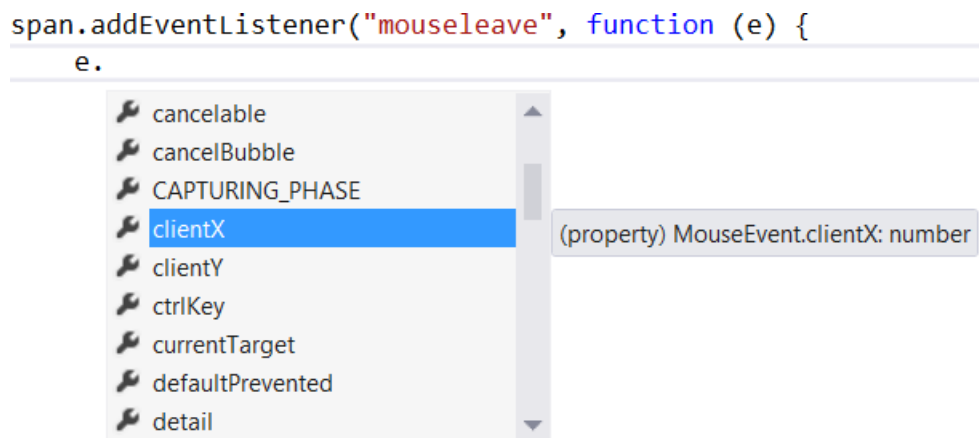 span.addEventListener("mouseleave", function (e) {
e.
cancelable
cancelBubble
CAPTURING_PHASE
clientX
(property) MouseEvent.clientX: number
clientY
ctrlKey
currentTarget
defaultPrevented
detail